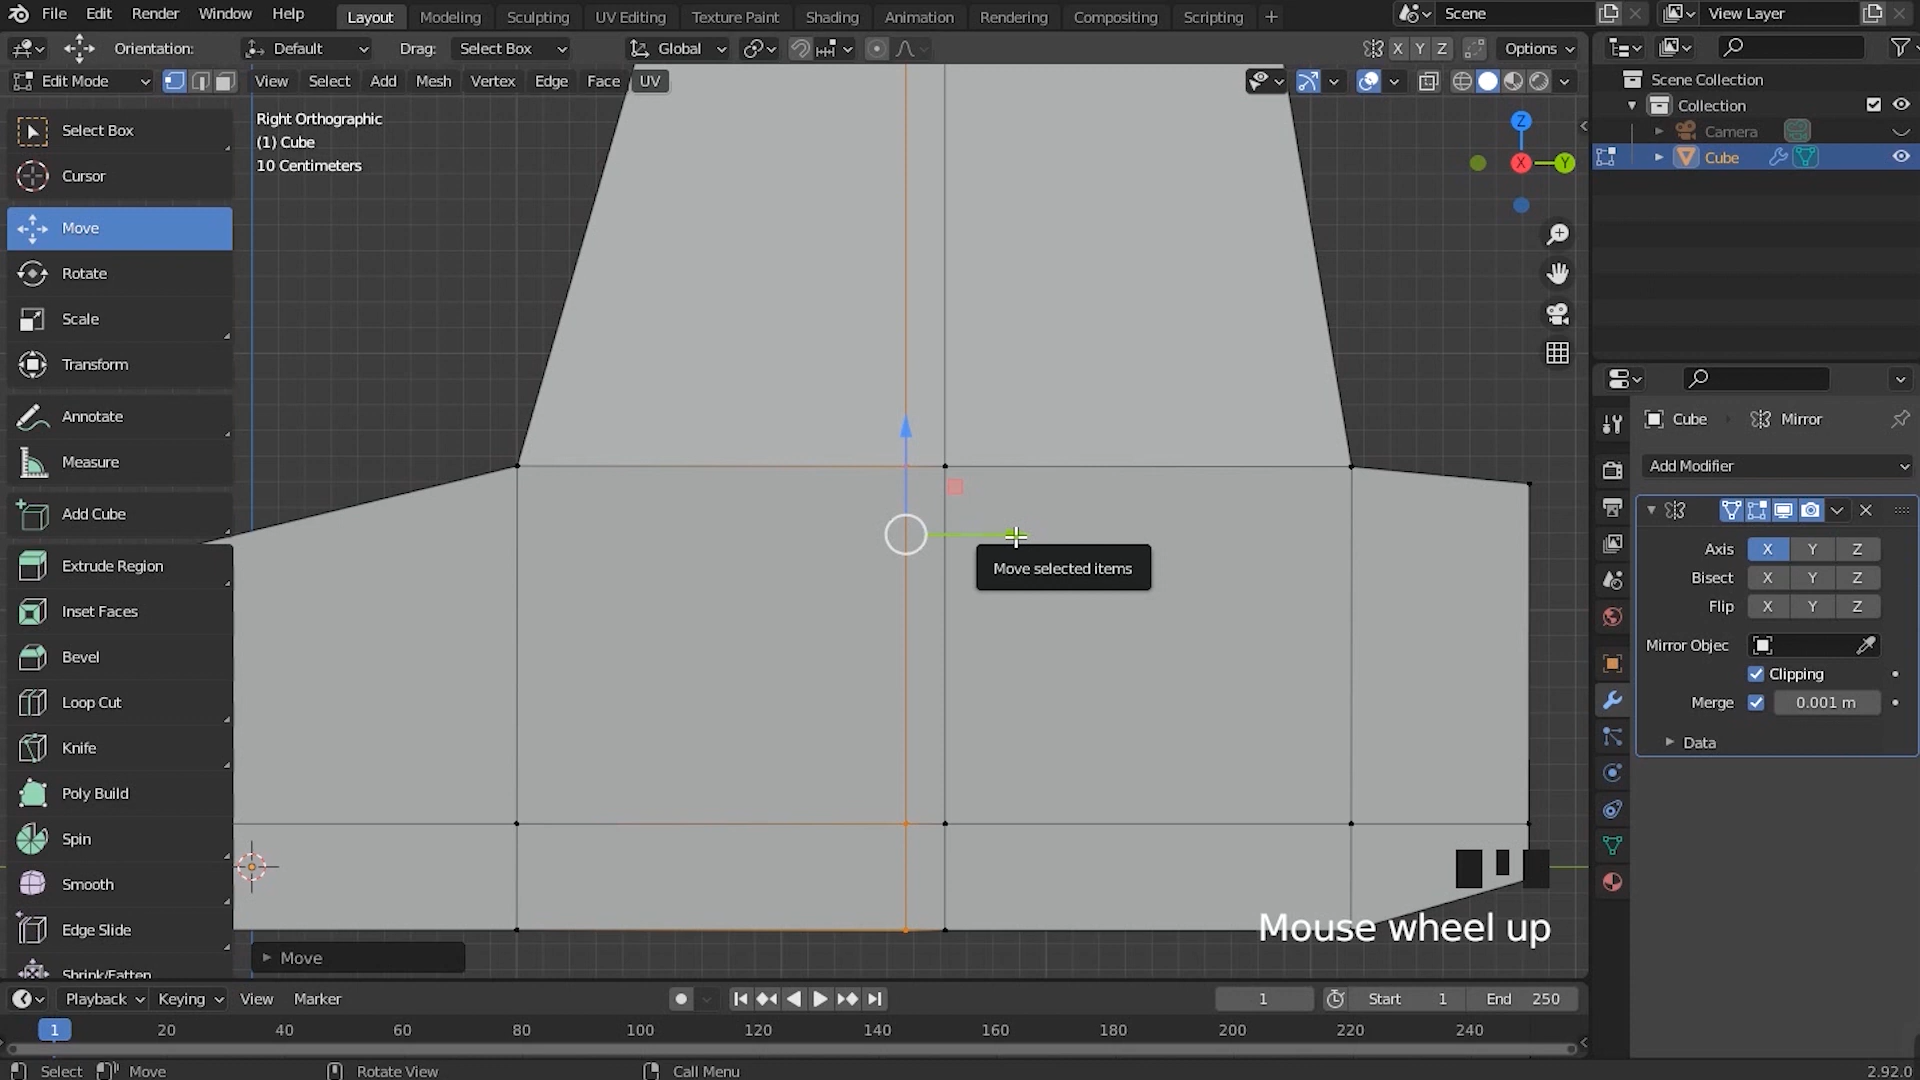 File Edit Render Window Help Layout Modeling Sculpting UV Editing Texture Paint Shading Animation Rendering Compositing Scripting Scene View Layer
Orientation: Default Drag: Select Box Global X Y Z Options
Edit Mode View Select Add Mesh Vertex Edge Face UV
Scene Collection
Collection
Camera
Cube
Right Orthographic
(1) Cube
10 Centimeters
Z
X
Y
Select Box
Cursor
Move
Rotate
Scale
Transform
Annotate
Measure
Add Cube
Extrude Region
Inset Faces
Bevel
Loop Cut
Knife
Poly Build
Spin
Smooth
Edge Slide
Shrink/Fatten
Move selected items
Mouse wheel up
Move
Cube Mirror
Add Modifier
Axis X Y Z
Bisect X Y Z
Flip X Y Z
Mirror Objec
Clipping
Merge 0.001 m
Data
Playback Keying View Marker 1 Start 1 End 250
1 20 40 60 80 100 120 140 160 180 200 220 240
Select Move Rotate View Call Menu 2.92.0